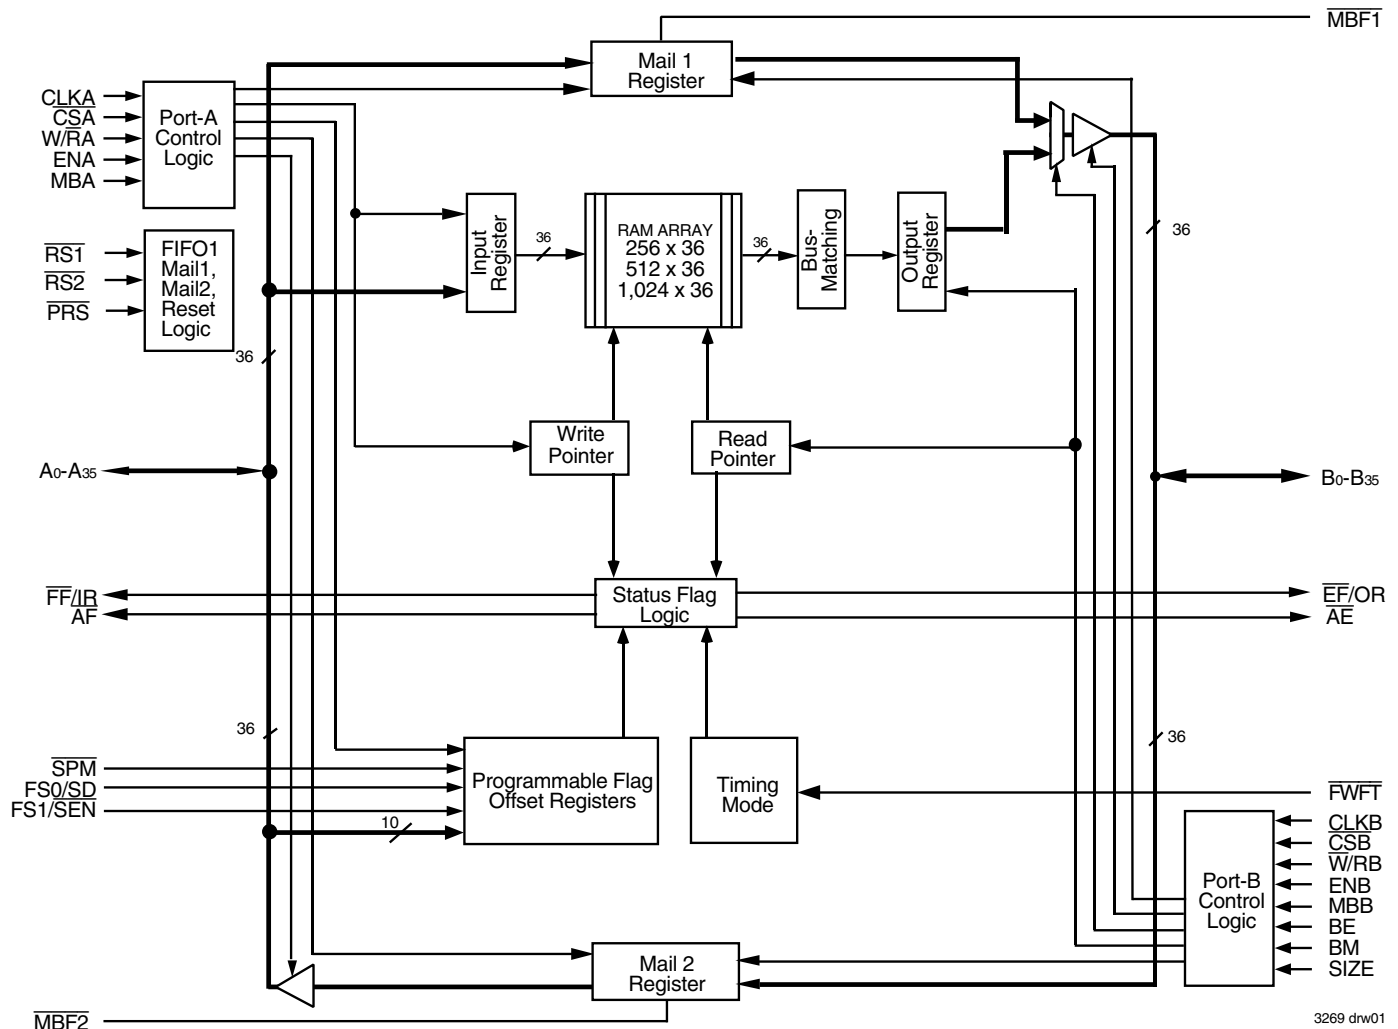 MBF1
Mail 1
Register
CLKA
CSA
W/RA
ENA
MBA
Port-A
Control
Logic
RS1
RS2
PRS
FIFO1
Mail1,
Mail2,
Reset
Logic
36
Input
Register
36
RAM ARRAY
256 x 36
512 x 36
1,024 x 36
36
Bus-
Matching
Output
Register
36
Write
Pointer
Read
Pointer
A0-A35
B0-B35
FF/IR
AF
Status Flag
Logic
EF/OR
AE
36
36
SPM
FS0/SD
FS1/SEN
10
Programmable Flag
Offset Registers
Timing
Mode
FWFT
Port-B
Control
Logic
CLKB
CSB
W/RB
ENB
MBB
BE
BM
SIZE
Mail 2
Register
MBF2
3269 drw01